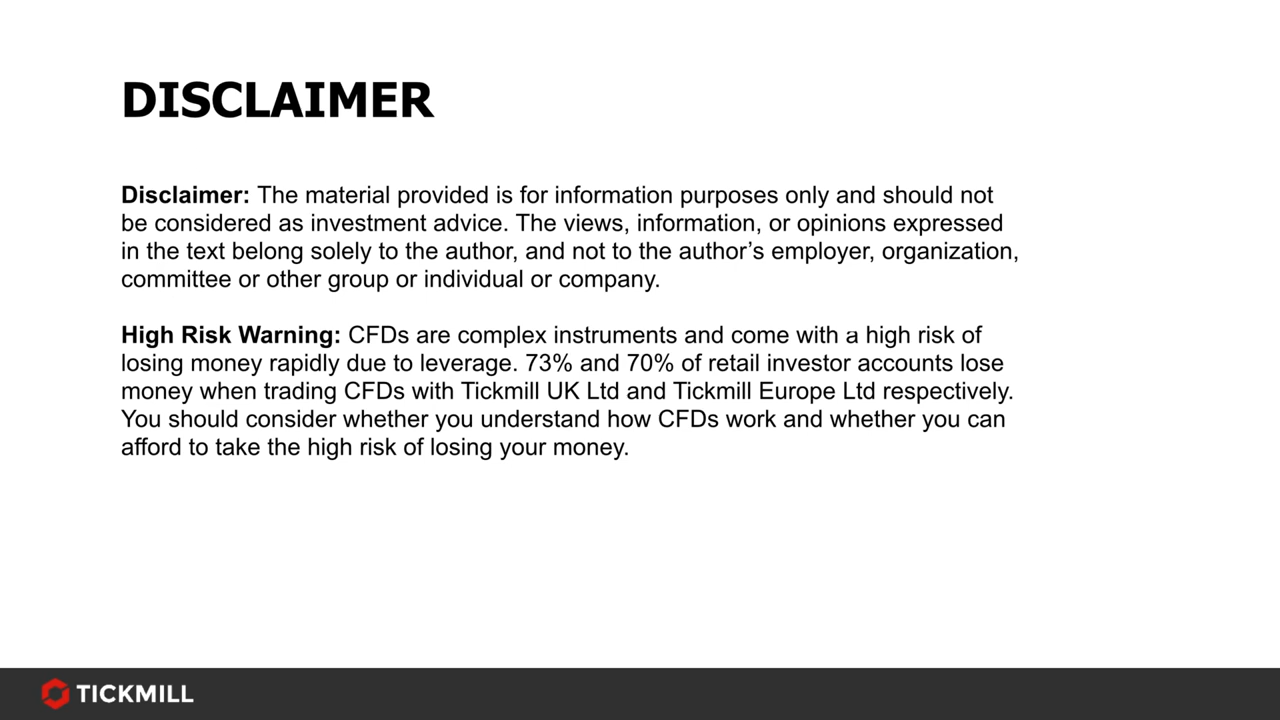 DISCLAIMER
Disclaimer: The material provided is for information purposes only and should not
be considered as investment advice. The views, information, or opinions expressed
in the text belong solely to the author, and not to the author’s employer, organization,
committee or other group or individual or company.
High Risk Warning: CFDs are complex instruments and come with a high risk of
losing money rapidly due to leverage. 73% and 70% of retail investor accounts lose
money when trading CFDs with Tickmill UK Ltd and Tickmill Europe Ltd respectively.
You should consider whether you understand how CFDs work and whether you can
afford to take the high risk of losing your money.
TICKMILL